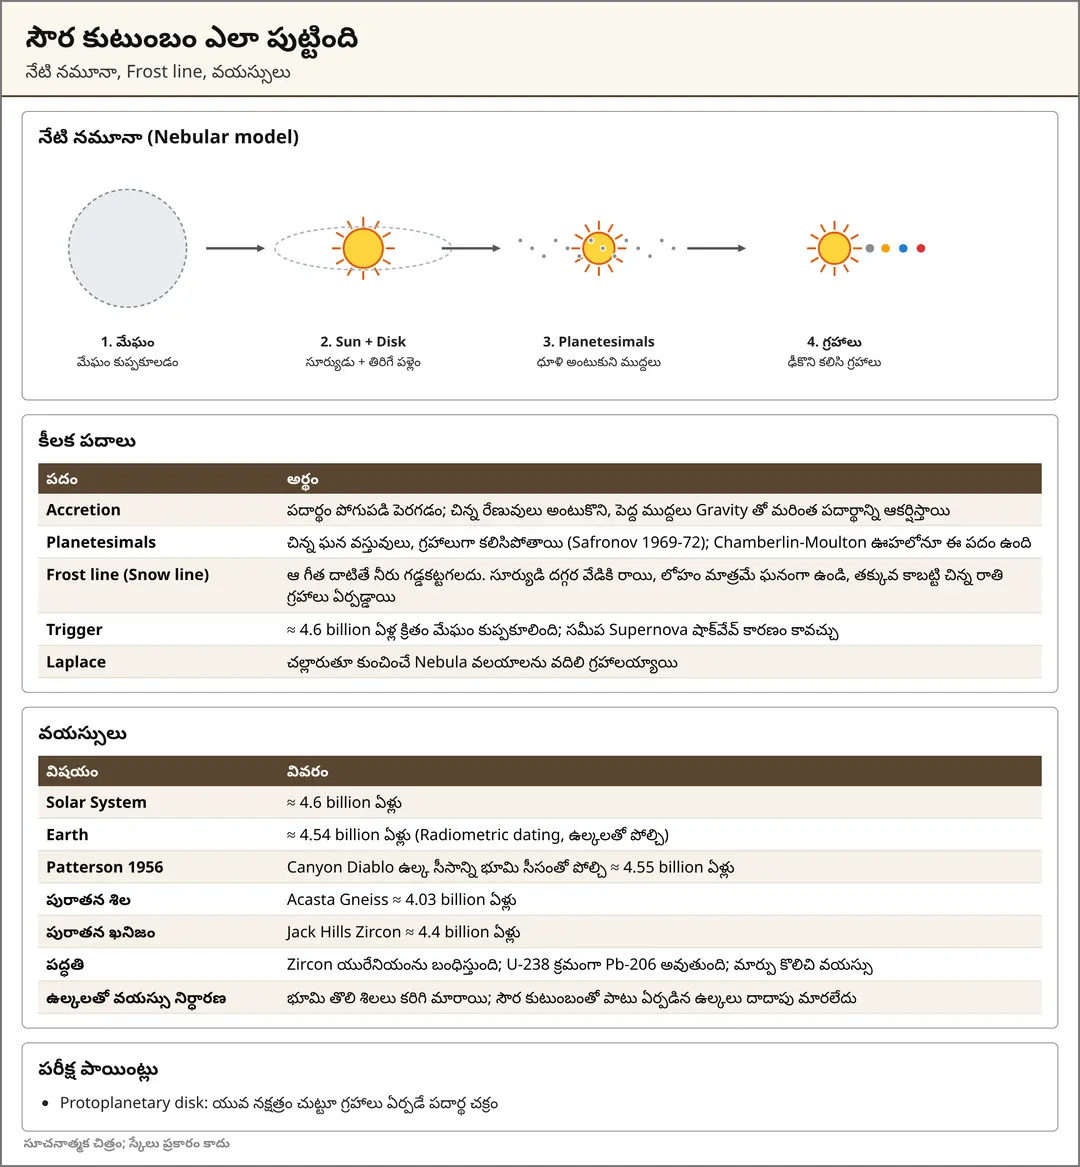 సౌర కుటుంబం ఎలా పుట్టింది
నేటి నమూనా, Frost line, వయస్సులు
నేటి నమూనా (Nebular model)
1. మేఘం
మేఘం కుప్పకూలడం
2. Sun + Disk
సూర్యుడు + తిరిగే పళ్లెం
3. Planetesimals
ధూళి అంటుకుని ముద్దలు
4. గ్రహాలు
ఢీకొని కలిసి గ్రహాలు
కీలక పదాలు
పదం అర్థం
Accretion పదార్థం పోగుపడి పెరగడం; చిన్న రేణువులు అంటుకొని, పెద్ద ముద్దలు Gravity తో మరింత పదార్థాన్ని ఆకర్షిస్తాయి
Planetesimals చిన్న ఘన వస్తువులు, గ్రహాలుగా కలిసిపోతాయి (Safronov 1969-72); Chamberlin-Moulton ఊహలోనూ ఈ పదం ఉంది
Frost line (Snow line) ఆ గీత దాటితే నీరు గడ్డకట్టగలదు. సూర్యుడి దగ్గర వేడికి రాయి, లోహం మాత్రమే ఘనంగా ఉండి, తక్కువ కాబట్టి చిన్న రాతి
గ్రహాలు ఏర్పడ్డాయి
Trigger ≈ 4.6 billion ఏళ్ల క్రితం మేఘం కుప్పకూలింది; సమీప Supernova షాక్‌వేవ్ కారణం కావచ్చు
Laplace చల్లారుతూ కుంచించే Nebula వలయాలను వదిలి గ్రహాలయ్యాయి
వయస్సులు
విషయం వివరం
Solar System ≈ 4.6 billion ఏళ్లు
Earth ≈ 4.54 billion ఏళ్లు (Radiometric dating, ఉల్కలతో పోల్చి)
Patterson 1956 Canyon Diablo ఉల్క సీసాన్ని భూమి సీసంతో పోల్చి ≈ 4.55 billion ఏళ్లు
పురాతన శిల Acasta Gneiss ≈ 4.03 billion ఏళ్లు
పురాతన ఖనిజం Jack Hills Zircon ≈ 4.4 billion ఏళ్లు
పద్ధతి Zircon యురేనియంను బంధిస్తుంది; U-238 క్రమంగా Pb-206 అవుతుంది; మార్పు కొలిచి వయస్సు
ఉల్కలతో వయస్సు నిర్ధారణ భూమి తొలి శిలలు కరిగి మారాయి; సౌర కుటుంబంతో పాటు ఏర్పడిన ఉల్కలు దాదాపు మారలేదు
పరీక్ష పాయింట్లు
• Protoplanetary disk: యువ నక్షత్రం చుట్టూ గ్రహాలు ఏర్పడే పదార్థ చక్రం
సూచనాత్మక చిత్రం; స్కేలు ప్రకారం కాదు